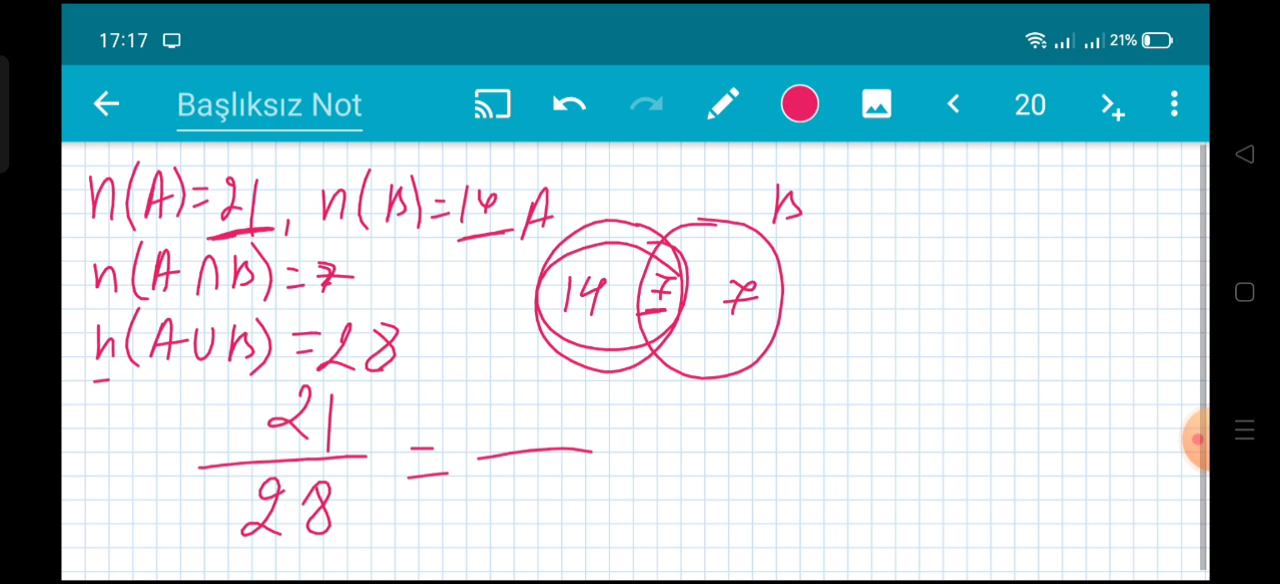 17:17 21%
Başlıksız Not 20
n(A)=21, n(B)=14 A B
n(A∩B)=7
n(A∪B)=28
14 7 7
21
=
28